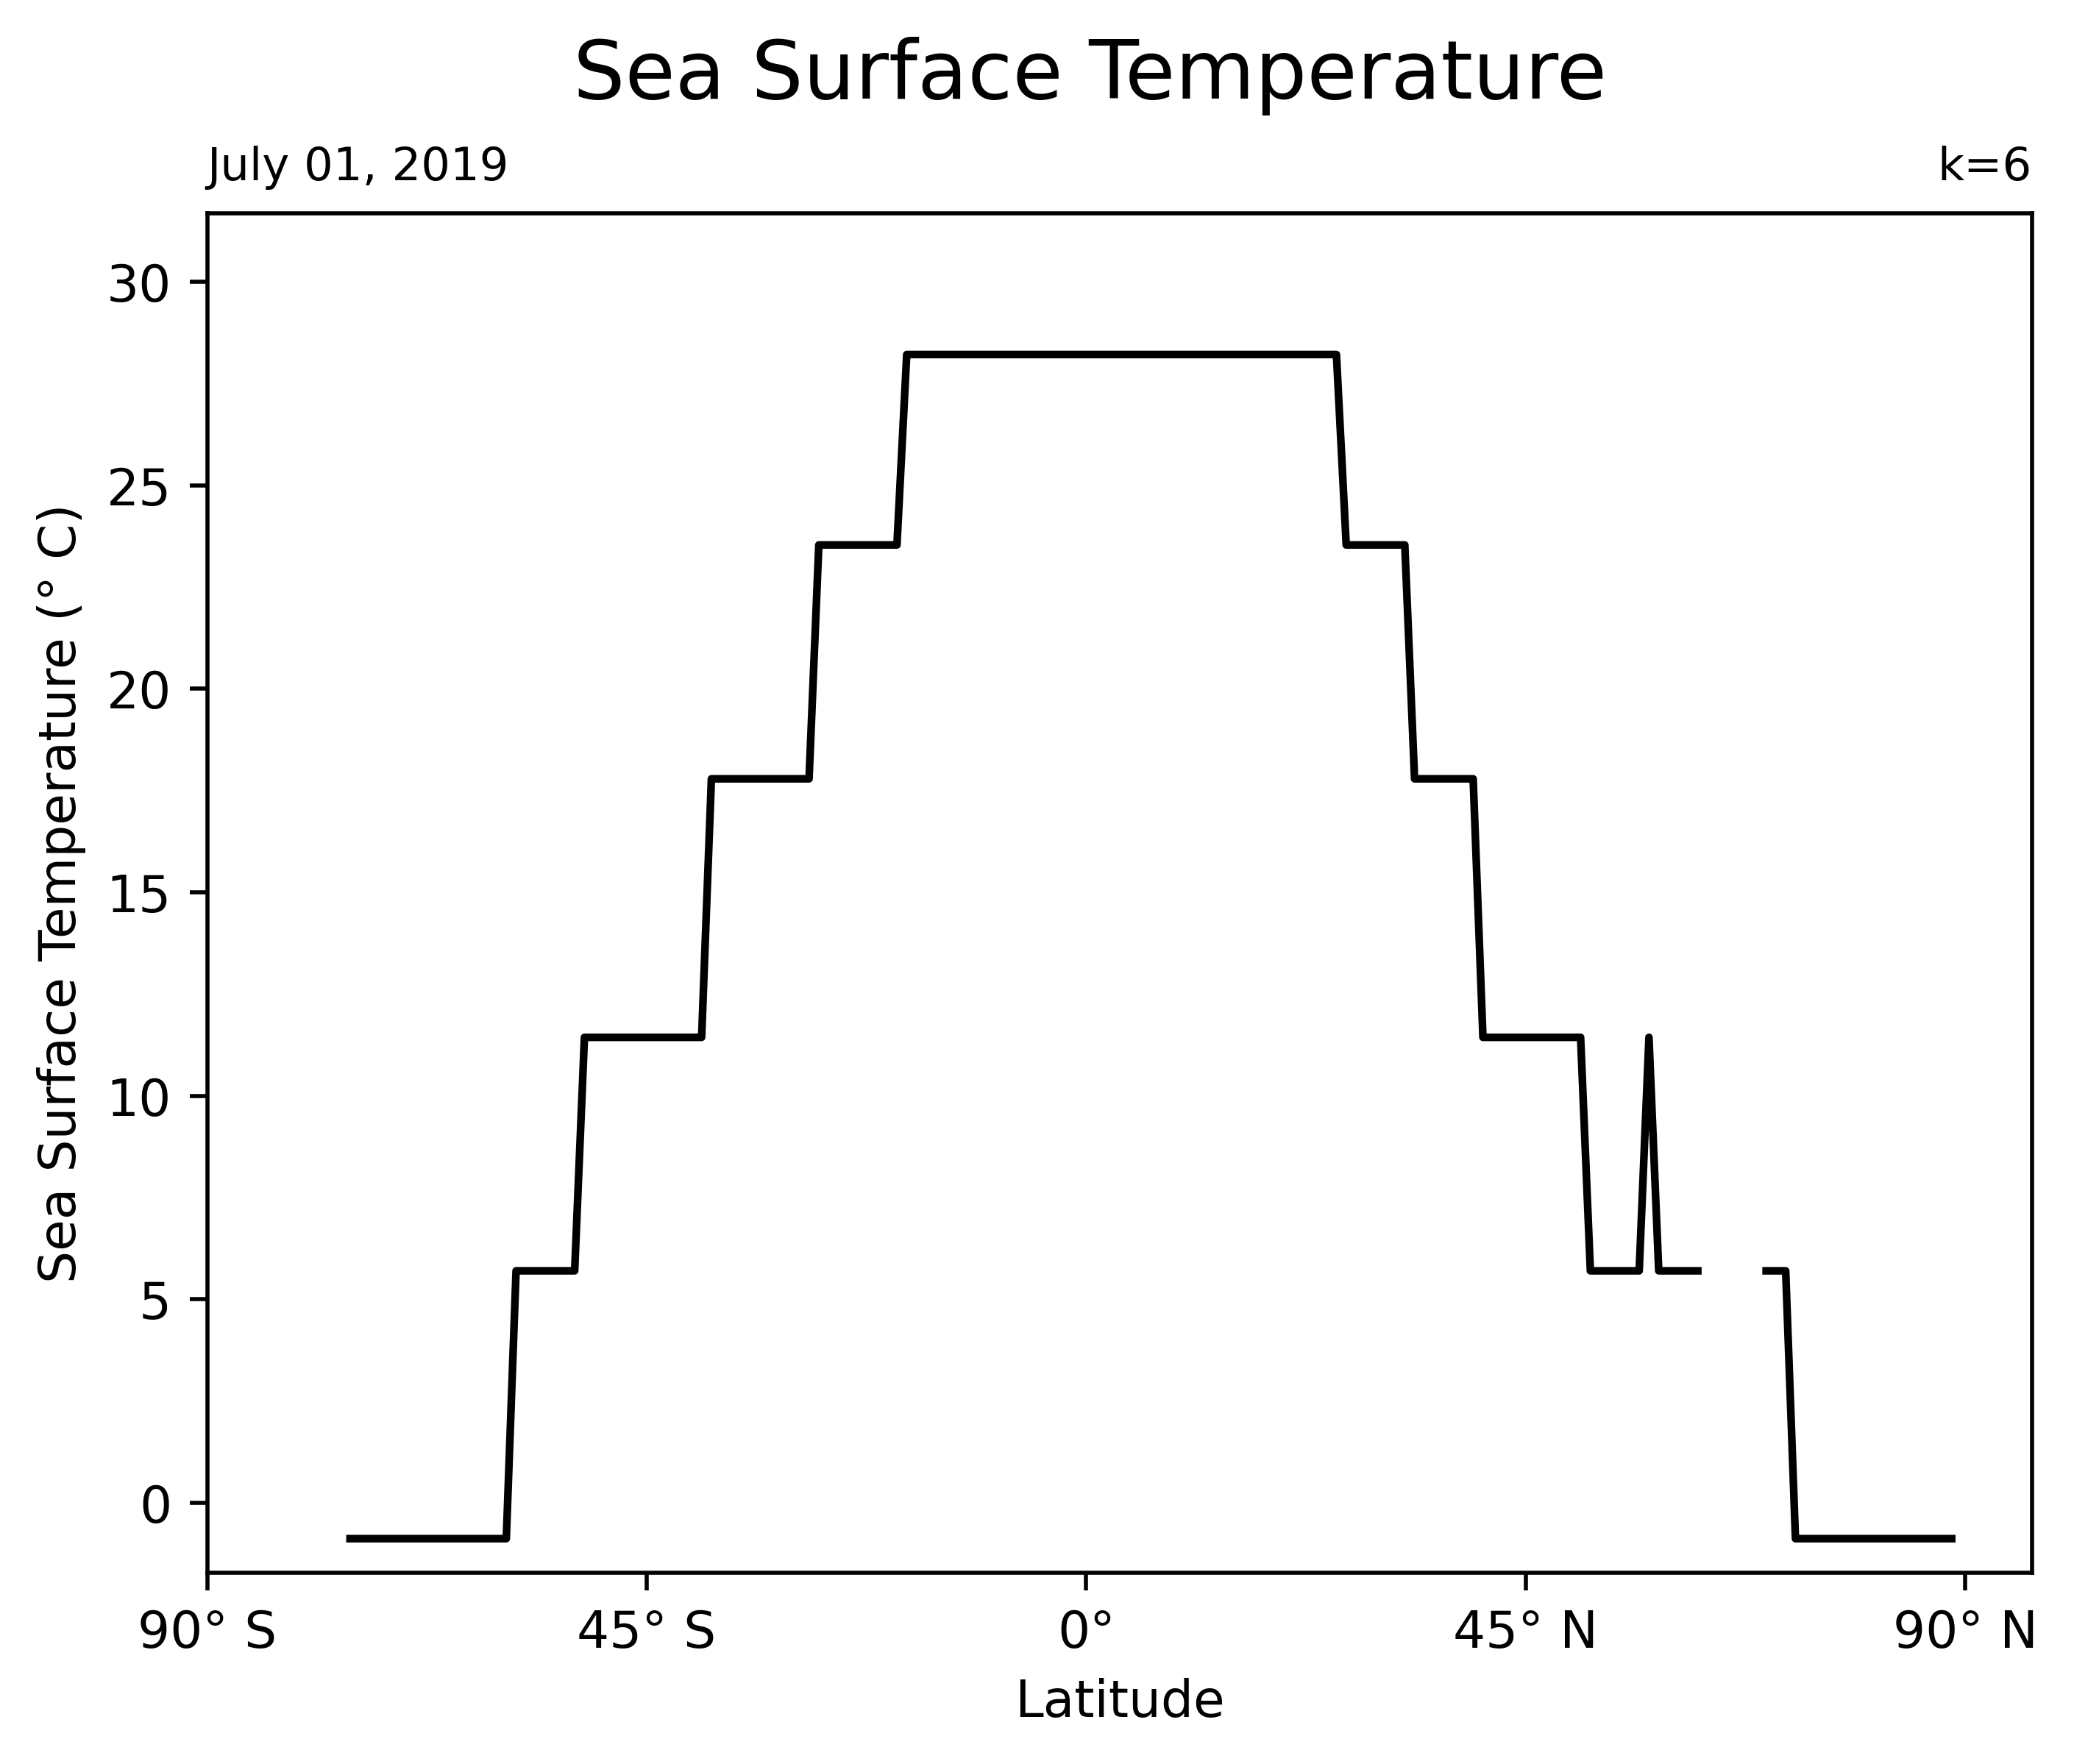 Sea Surface Temperature
July 01, 2019
k=6
30
25
20
15
10
5
0
Sea Surface Temperature (° C)
90° S
45° S
0°
45° N
90° N
Latitude